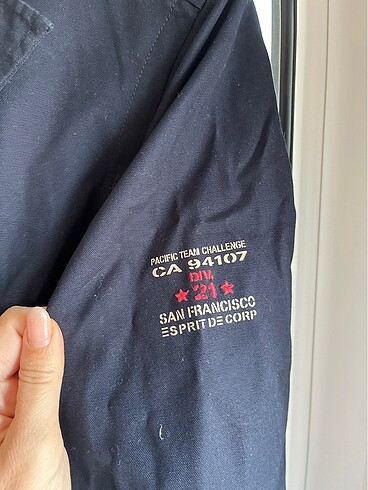 PACIFIC TEAM CHALLENGE
CA 94107
DIV.
★ 21 ★
SAN FRANCISCO
ESPRIT DE CORP